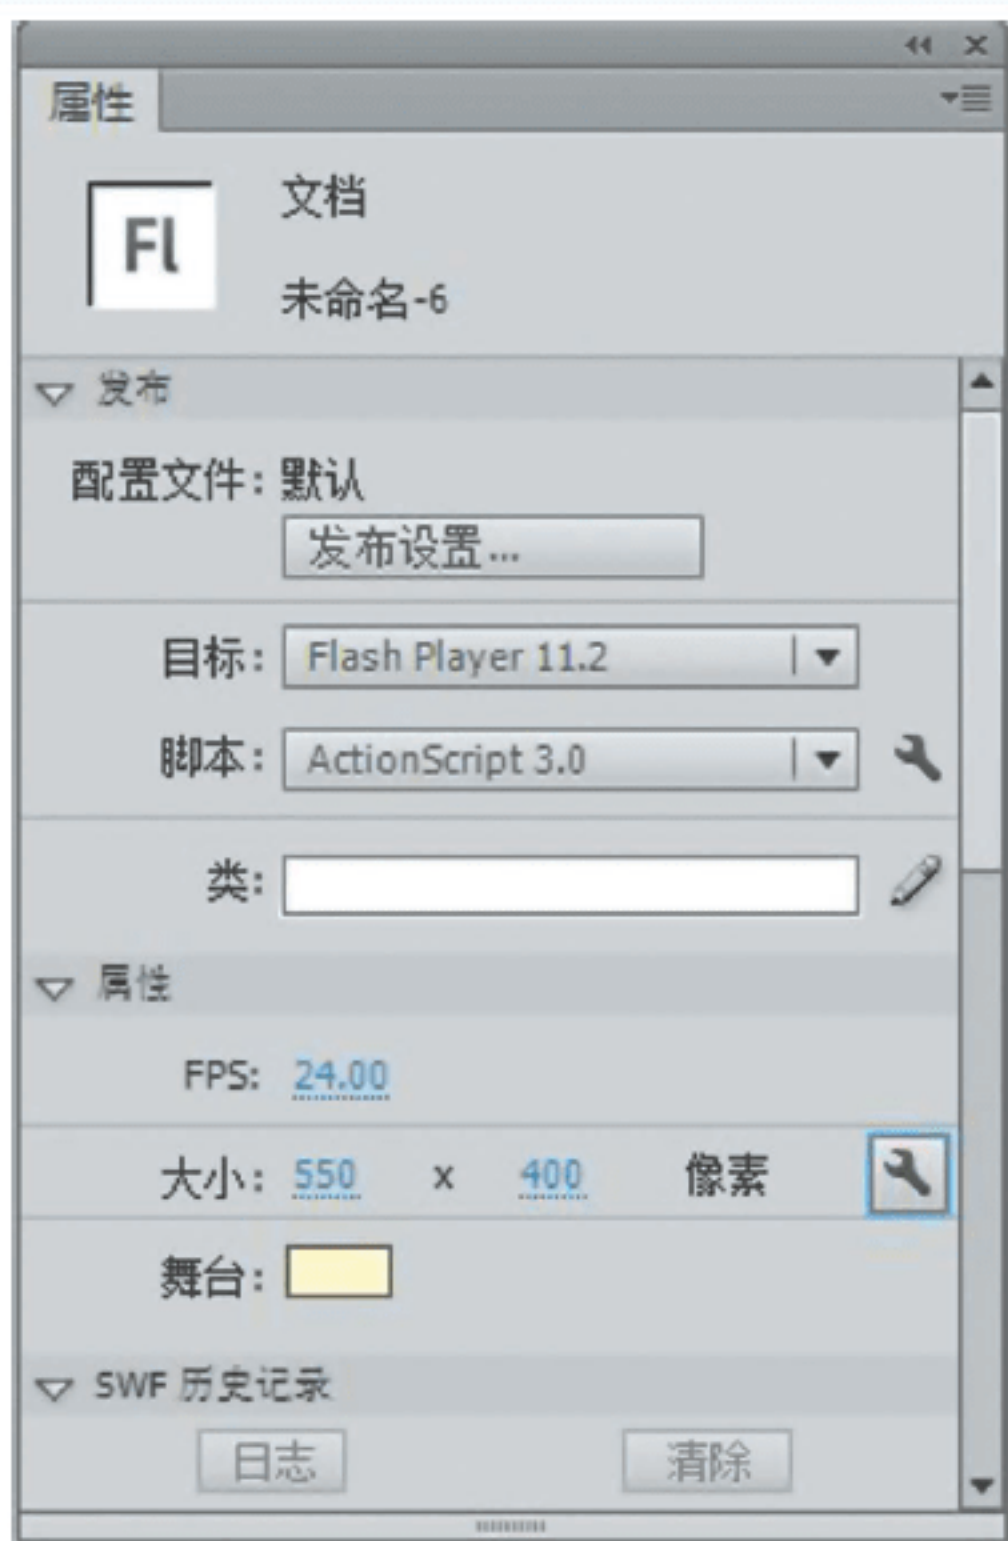 属性
Fl
文档
未命名-6
发布
配置文件: 默认
发布设置...
目标: Flash Player 11.2
脚本: ActionScript 3.0
类:
属性
FPS: 24.00
大小: 550 x 400 像素
舞台:
SWF 历史记录
日志 清除